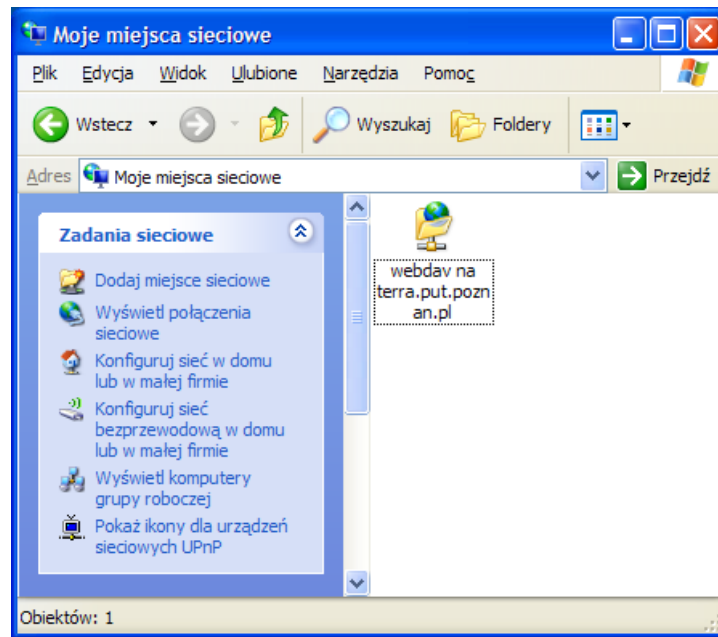 Moje miejsca sieciowe
Plik Edycja Widok Ulubione Narzędzia Pomoc
Wstecz Wyszukaj Foldery
Adres Moje miejsca sieciowe Przejdź
Zadania sieciowe
Dodaj miejsce sieciowe
Wyświetl połączenia
sieciowe
Konfiguruj sieć w domu
lub w małej firmie
Konfiguruj sieć
bezprzewodową w domu
lub w małej firmie
Wyświetl komputery
grupy roboczej
Pokaż ikony dla urządzeń
sieciowych UPnP
webdav na
terra.put.pozn
an.pl
Obiektów: 1